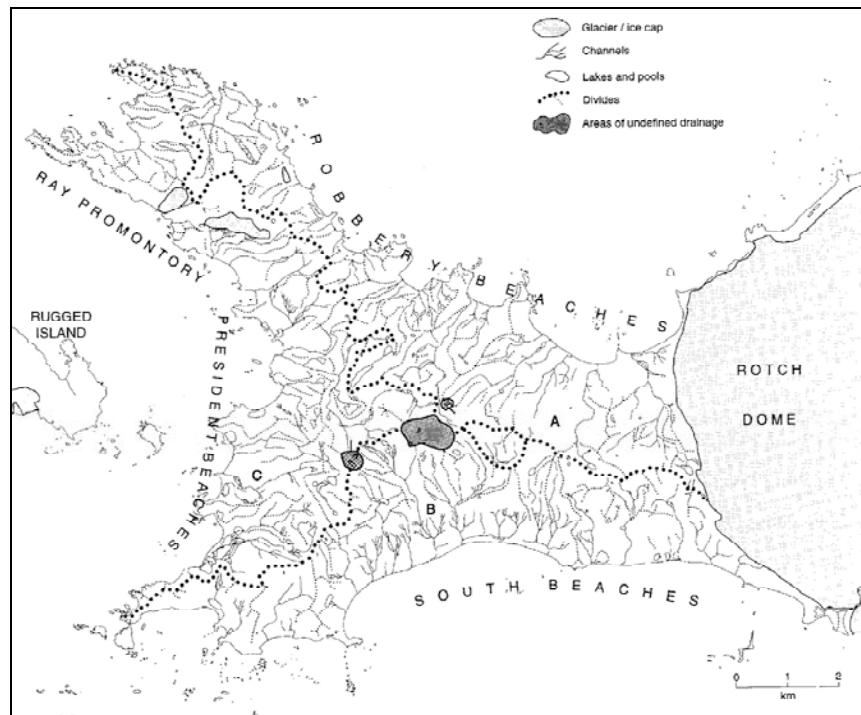 Glacier / ice cap
Channels
Lakes and pools
Divides
Areas of undefined drainage
ROBBERY BEACHES
RAY PROMONTORY
RUGGED
ISLAND
PRESIDENT BEACHES
ROTCH
DOME
A
C
B
SOUTH BEACHES
0 1 2
km